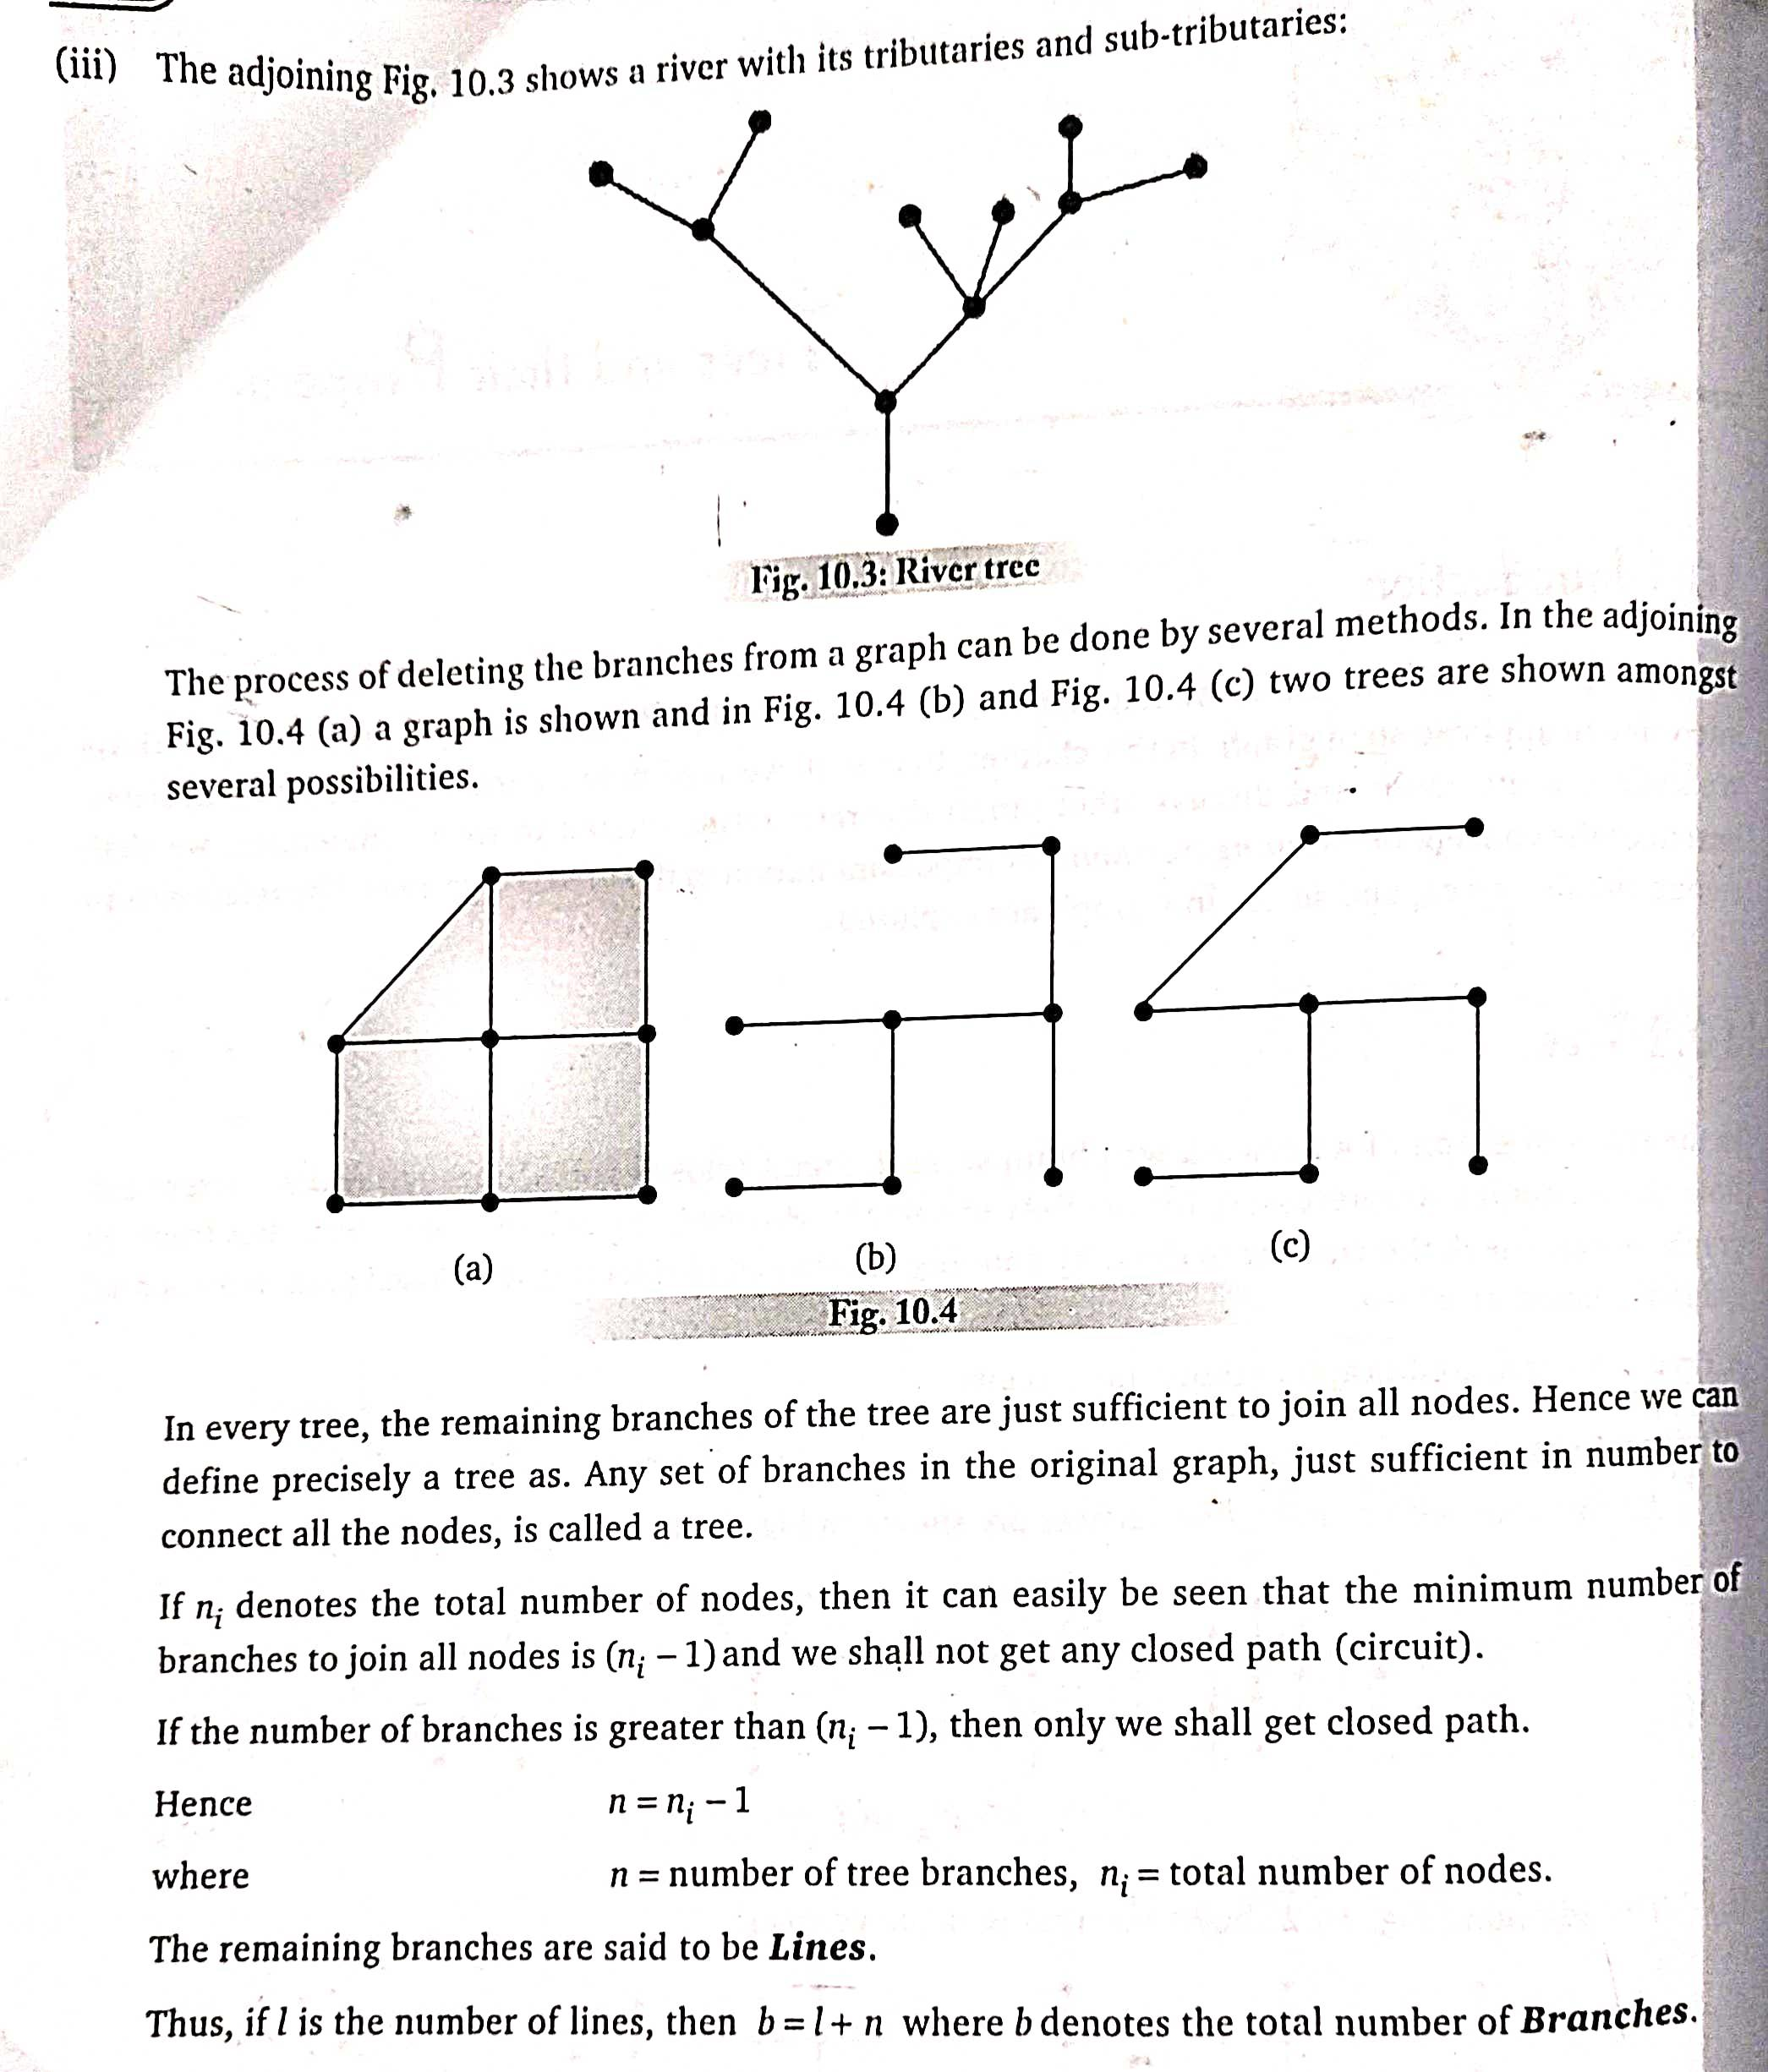 (iii) The adjoining Fig. 10.3 shows a river with its tributaries and sub-tributaries:
Fig. 10.3: River tree
The process of deleting the branches from a graph can be done by several methods. In the adjoining
Fig. 10.4 (a) a graph is shown and in Fig. 10.4 (b) and Fig. 10.4 (c) two trees are shown amongst
several possibilities.
(a) (b) (c)
Fig. 10.4
In every tree, the remaining branches of the tree are just sufficient to join all nodes. Hence we can
define precisely a tree as. Any set of branches in the original graph, just sufficient in number to
connect all the nodes, is called a tree.
If nᵢ denotes the total number of nodes, then it can easily be seen that the minimum number of
branches to join all nodes is (nᵢ – 1) and we shall not get any closed path (circuit).
If the number of branches is greater than (nᵢ – 1), then only we shall get closed path.
Hence n = nᵢ – 1
where n = number of tree branches, nᵢ = total number of nodes.
The remaining branches are said to be Lines.
Thus, if l is the number of lines, then b = l + n where b denotes the total number of Branches.